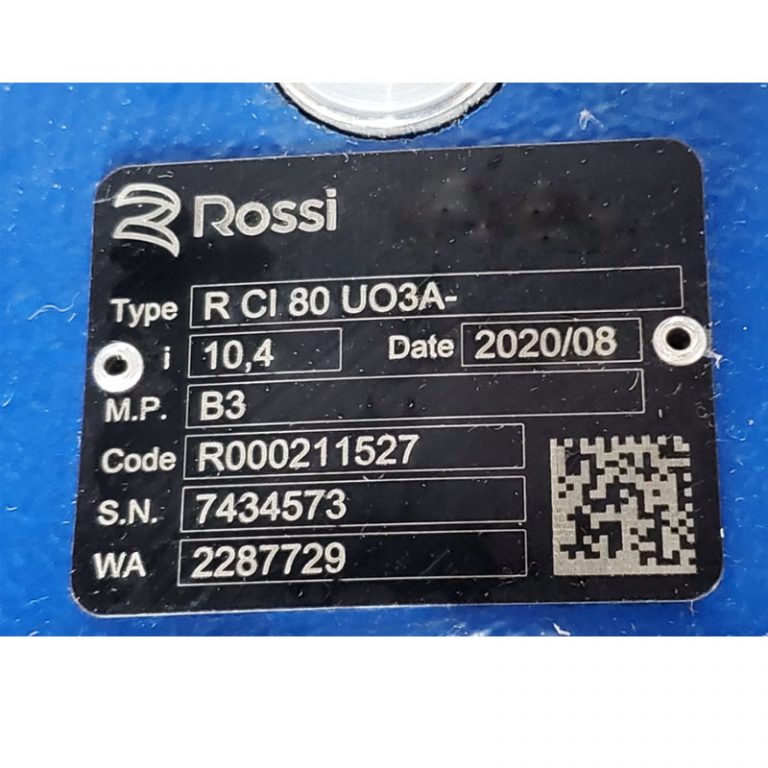 Rossi
Type R CI 80 UO3A-
i 10,4 Date 2020/08
M.P. B3
Code R000211527
S.N. 7434573
WA 2287729